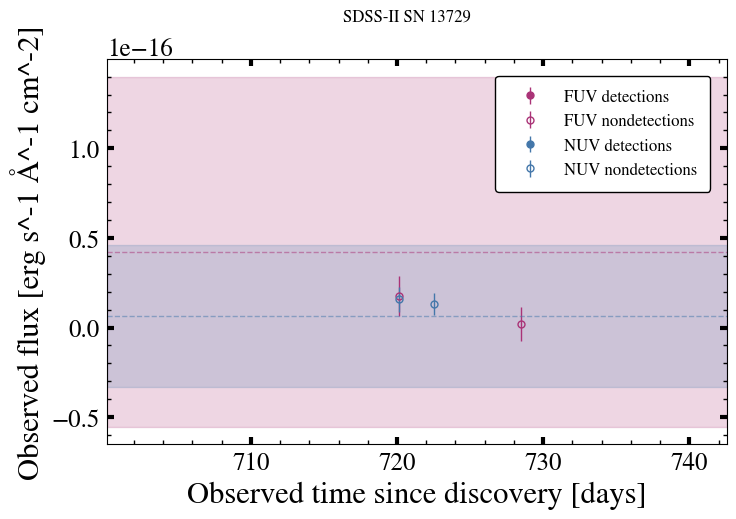 SDSS-II SN 13729
1e−16
FUV detections
FUV nondetections
NUV detections
NUV nondetections
1.0
0.5
0.0
−0.5
Observed flux [erg s^-1 Å^-1 cm^-2]
710
720
730
740
Observed time since discovery [days]